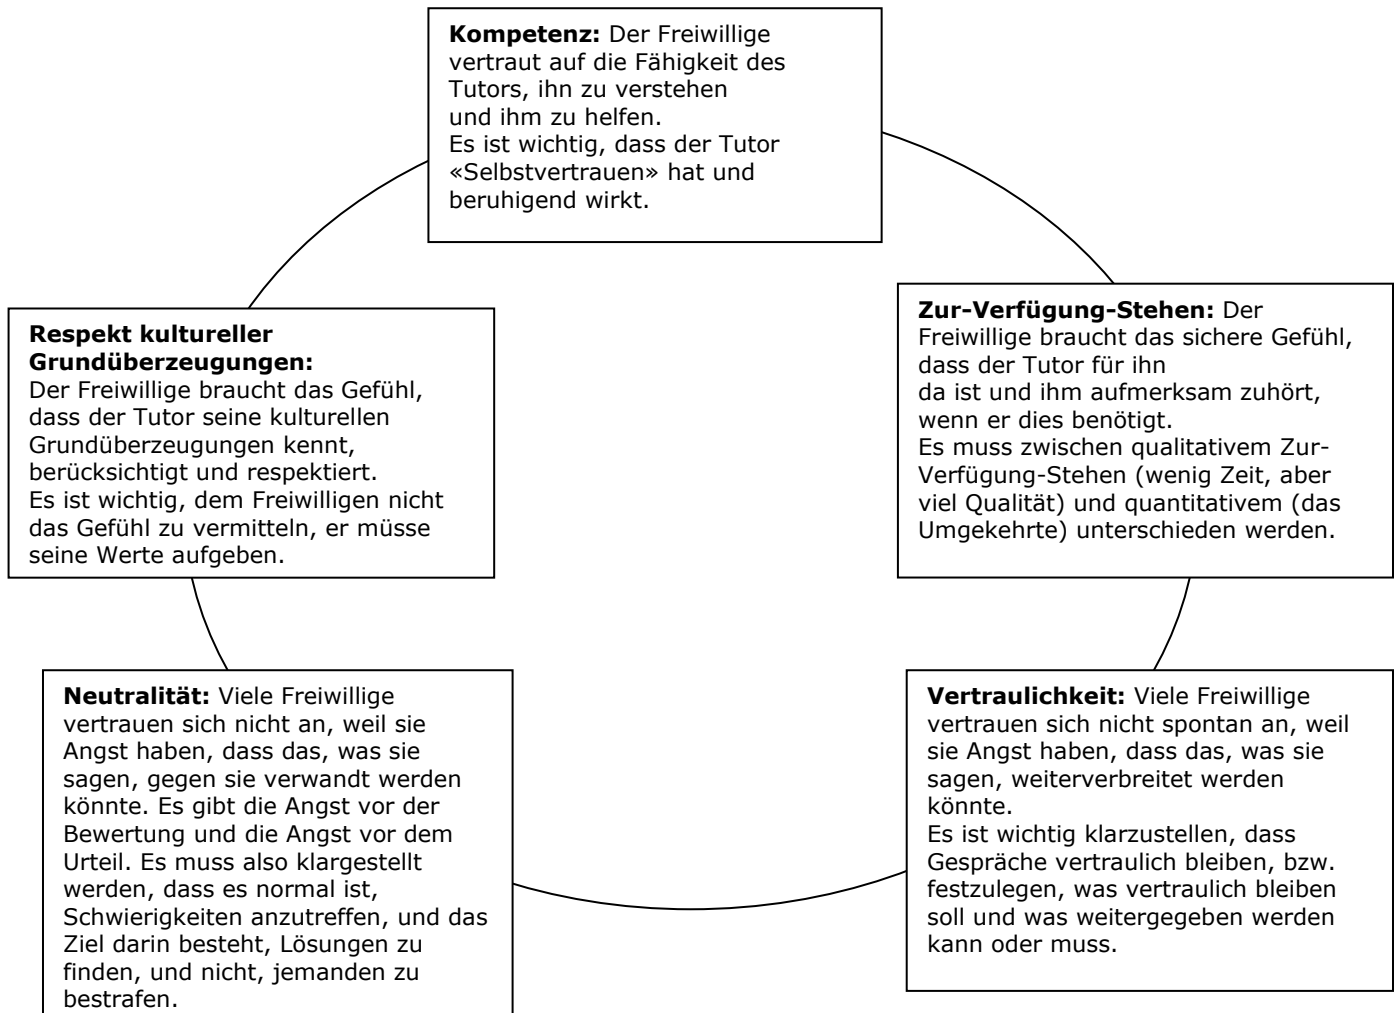 Kompetenz: Der Freiwillige
vertraut auf die Fähigkeit des
Tutors, ihn zu verstehen
und ihm zu helfen.
Es ist wichtig, dass der Tutor
«Selbstvertrauen» hat und
beruhigend wirkt.
Zur-Verfügung-Stehen: Der
Freiwillige braucht das sichere Gefühl,
dass der Tutor für ihn
da ist und ihm aufmerksam zuhört,
wenn er dies benötigt.
Es muss zwischen qualitativem Zur-
Verfügung-Stehen (wenig Zeit, aber
viel Qualität) und quantitativem (das
Umgekehrte) unterschieden werden.
Respekt kultureller
Grundüberzeugungen:
Der Freiwillige braucht das Gefühl,
dass der Tutor seine kulturellen
Grundüberzeugungen kennt,
berücksichtigt und respektiert.
Es ist wichtig, dem Freiwilligen nicht
das Gefühl zu vermitteln, er müsse
seine Werte aufgeben.
Neutralität: Viele Freiwillige
vertrauen sich nicht an, weil sie
Angst haben, dass das, was sie
sagen, gegen sie verwandt werden
könnte. Es gibt die Angst vor der
Bewertung und die Angst vor dem
Urteil. Es muss also klargestellt
werden, dass es normal ist,
Schwierigkeiten anzutreffen, und das
Ziel darin besteht, Lösungen zu
finden, und nicht, jemanden zu
bestrafen.
Vertraulichkeit: Viele Freiwillige
vertrauen sich nicht spontan an, weil
sie Angst haben, dass das, was sie
sagen, weiterverbreitet werden
könnte.
Es ist wichtig klarzustellen, dass
Gespräche vertraulich bleiben, bzw.
festzulegen, was vertraulich bleiben
soll und was weitergegeben werden
kann oder muss.